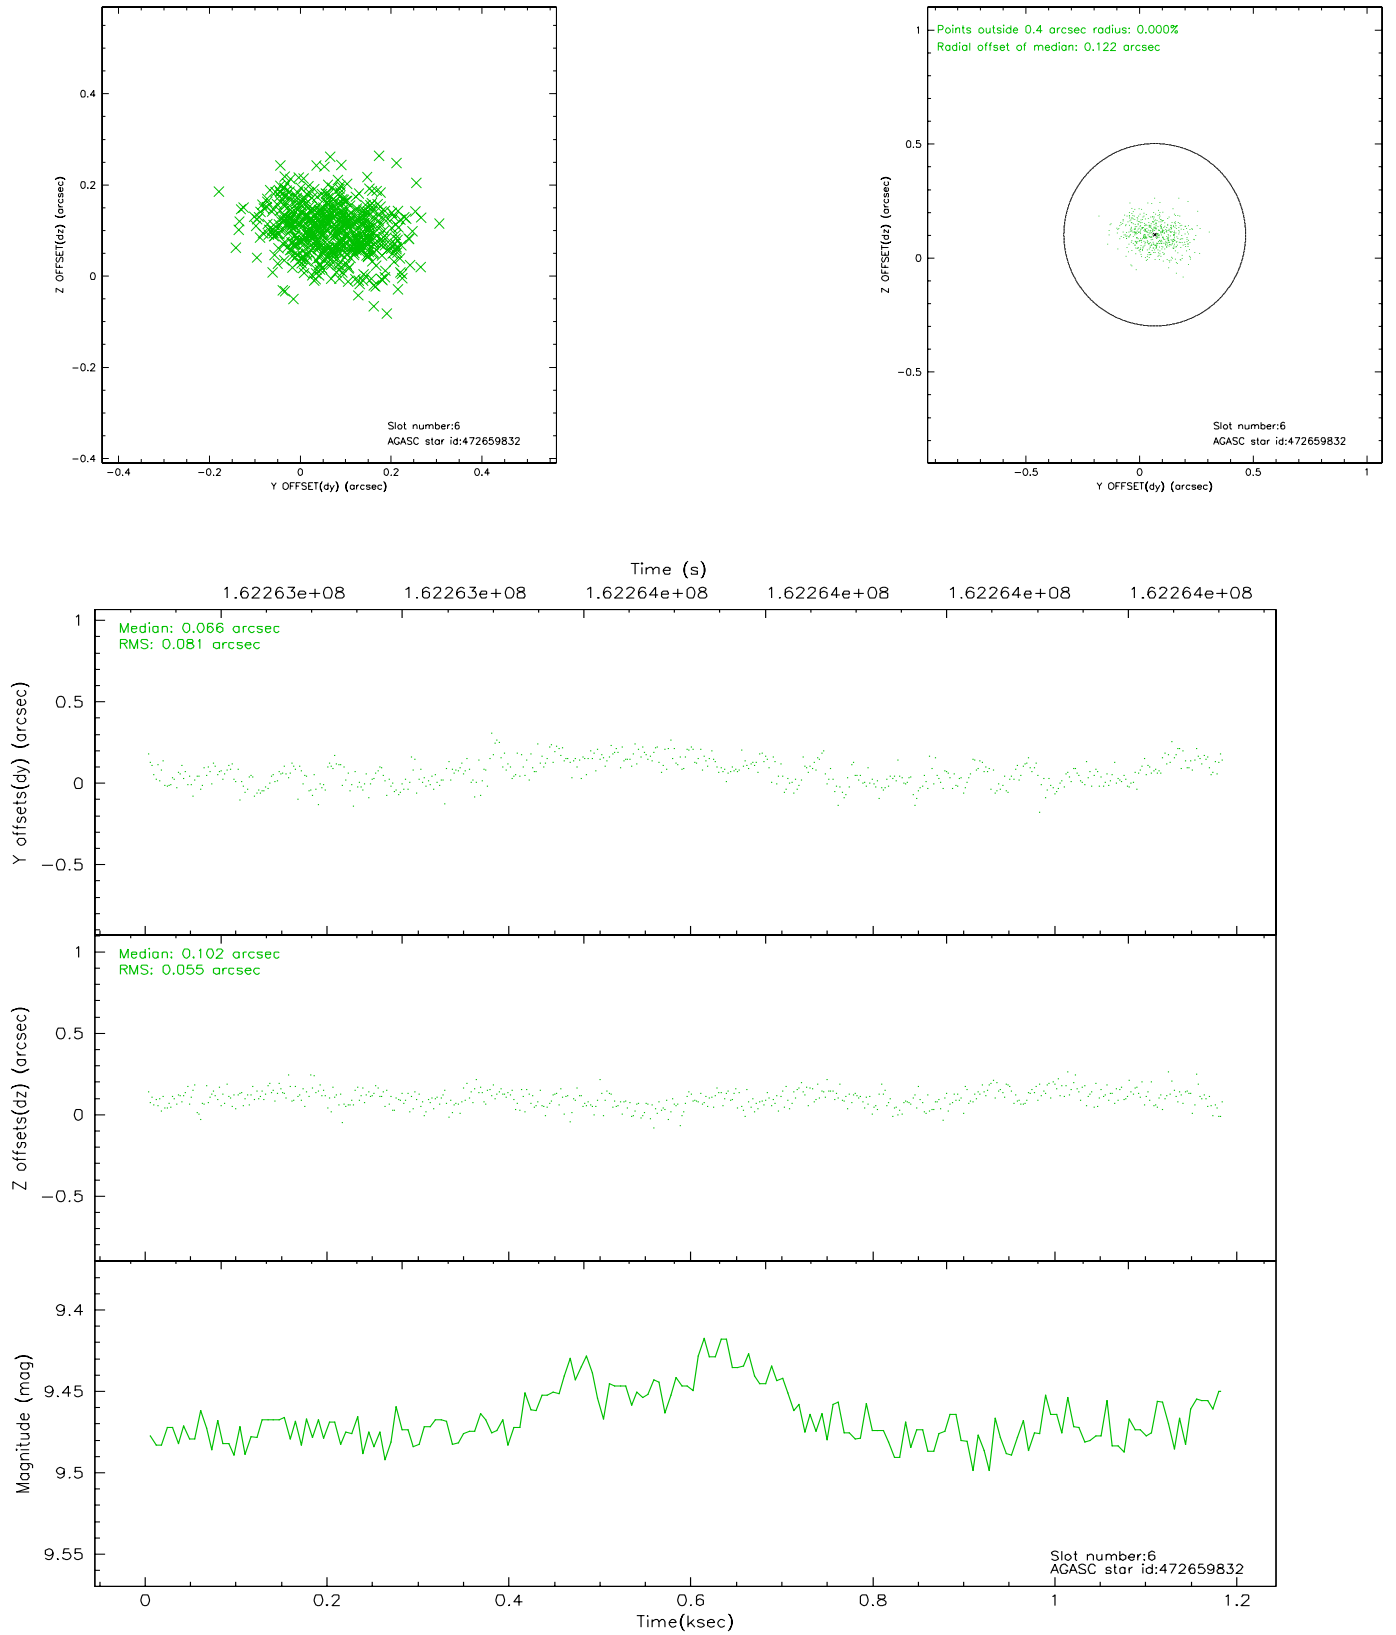 0.4
0.2
0
−0.2
−0.4
Z OFFSET(dz) (arcsec)
Slot number:6
AGASC star id:472659832
−0.4 −0.2 0 0.2 0.4
Y OFFSET(dy) (arcsec)
Points outside 0.4 arcsec radius: 0.000%
Radial offset of median: 0.122 arcsec
1
0.5
0
−0.5
Z OFFSET(dz) (arcsec)
Slot number:6
AGASC star id:472659832
−0.5 0 0.5 1
Y OFFSET(dy) (arcsec)
Time (s)
1.62263e+08 1.62263e+08 1.62264e+08 1.62264e+08 1.62264e+08 1.62264e+08
Median: 0.066 arcsec
RMS: 0.081 arcsec
1
0.5
0
−0.5
Y offsets(dy) (arcsec)
Median: 0.102 arcsec
RMS: 0.055 arcsec
1
0.5
0
−0.5
Z offsets(dz) (arcsec)
9.4
9.45
9.5
9.55
Magnitude (mag)
Slot number:6
AGASC star id:472659832
0 0.2 0.4 0.6 0.8 1 1.2
Time(ksec)